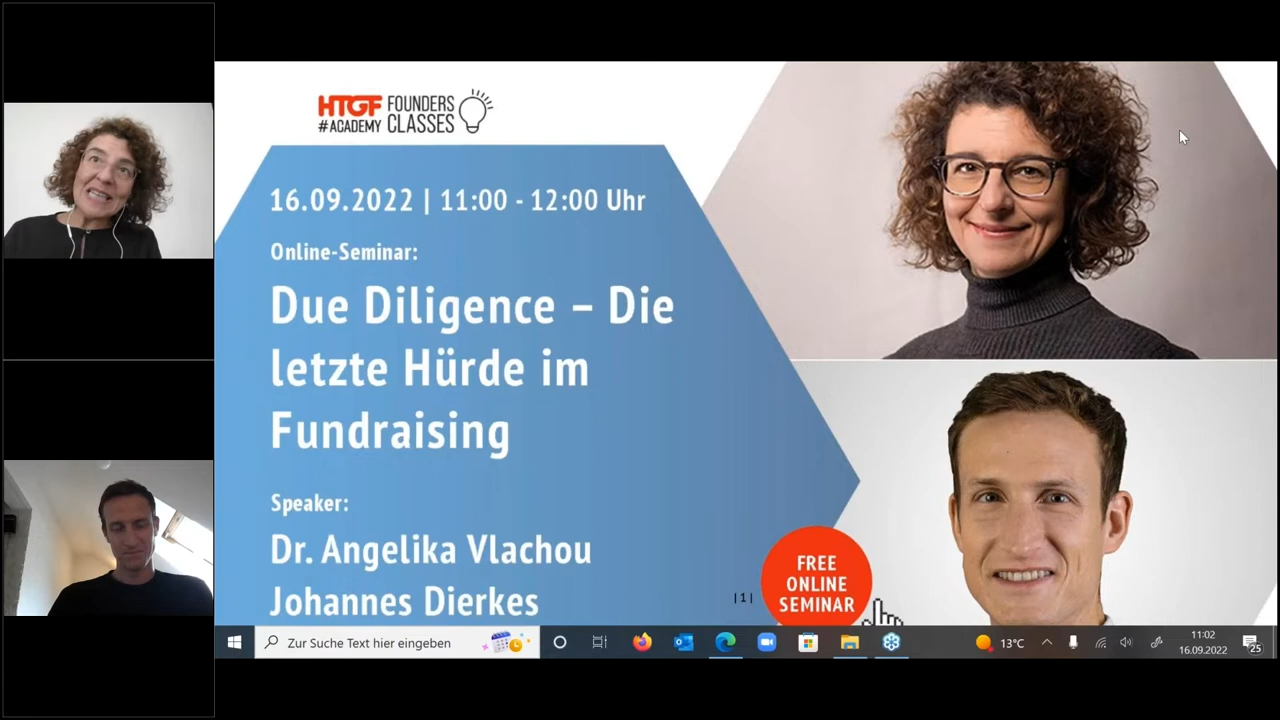 HTGF FOUNDERS
#ACADEMY CLASSES
16.09.2022 | 11:00 - 12:00 Uhr
Online-Seminar:
Due Diligence – Die
letzte Hürde im
Fundraising
Speaker:
Dr. Angelika Vlachou
Johannes Dierkes
FREE
ONLINE
SEMINAR
|1|
Zur Suche Text hier eingeben
13°C
11:02
16.09.2022
25